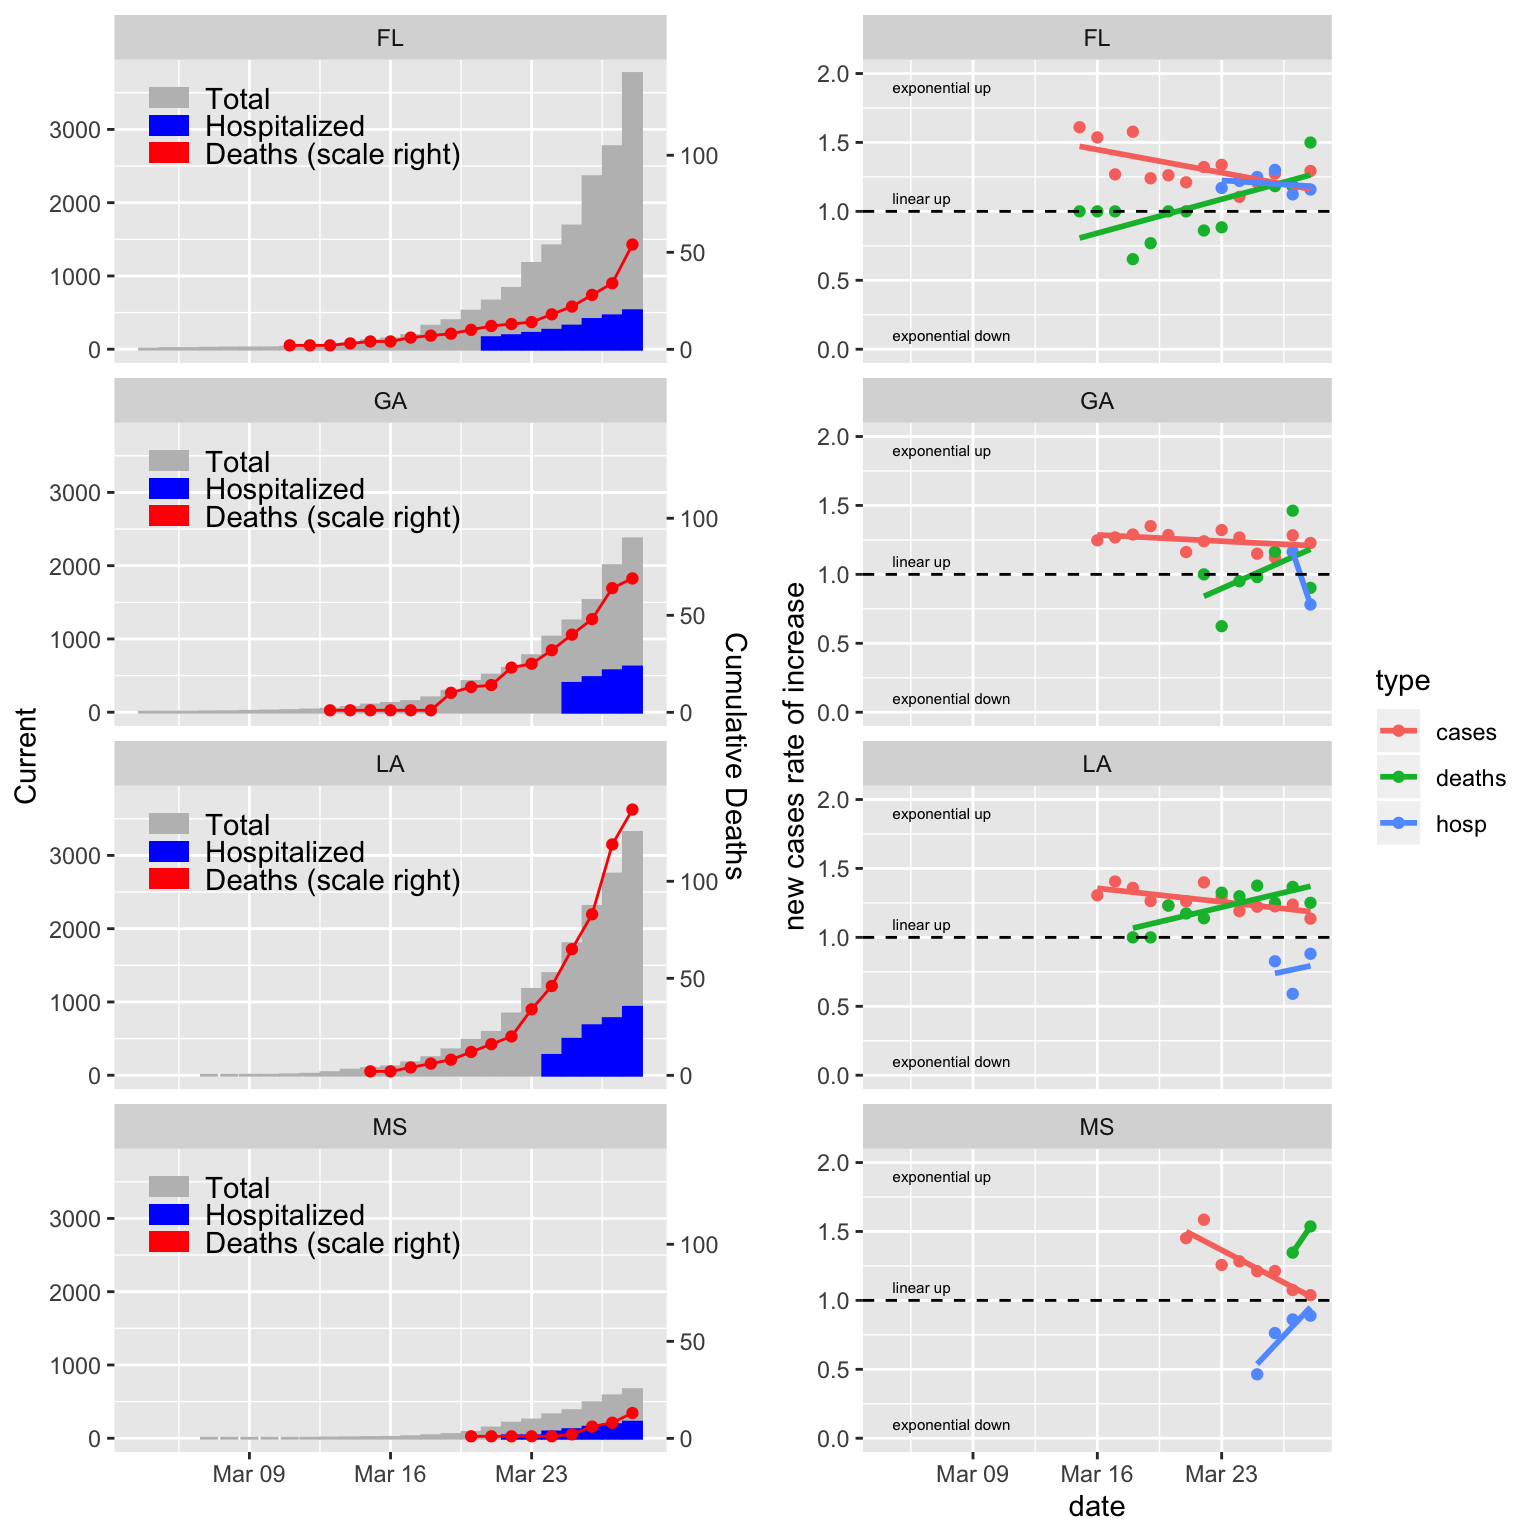 FL
Total
Hospitalized
Deaths (scale right)
3000
2000
1000
0
100
50
0
GA
Total
Hospitalized
Deaths (scale right)
3000
2000
1000
0
100
50
0
LA
Total
Hospitalized
Deaths (scale right)
3000
2000
1000
0
100
50
0
MS
Total
Hospitalized
Deaths (scale right)
3000
2000
1000
0
100
50
0
Mar 09
Mar 16
Mar 23
Current
Cumulative Deaths
FL
2.0
1.5
1.0
0.5
0.0
exponential up
linear up
exponential down
GA
2.0
1.5
1.0
0.5
0.0
exponential up
linear up
exponential down
LA
2.0
1.5
1.0
0.5
0.0
exponential up
linear up
exponential down
MS
2.0
1.5
1.0
0.5
0.0
exponential up
linear up
exponential down
Mar 09
Mar 16
Mar 23
date
new cases rate of increase
type
cases
deaths
hosp